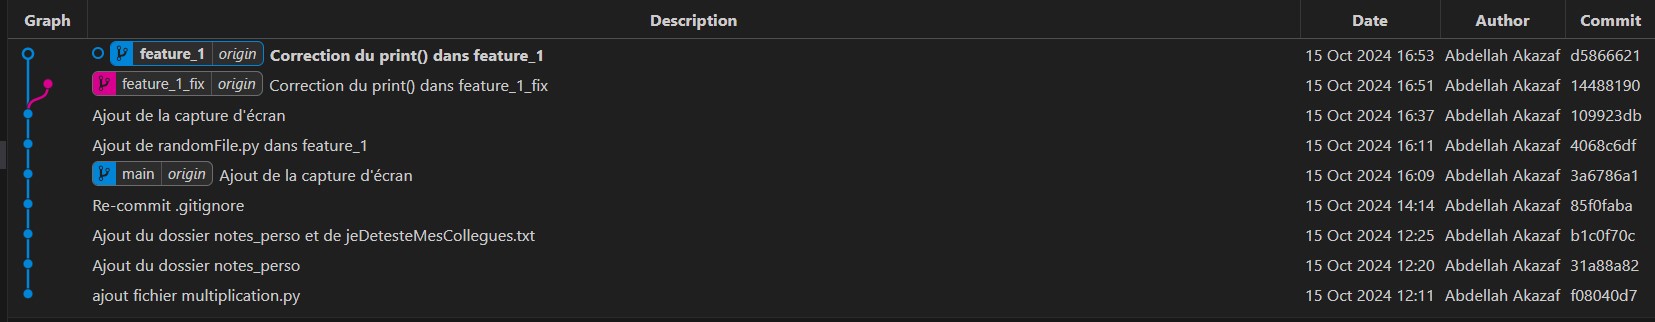 Graph Description Date Author Commit
feature_1 origin Correction du print() dans feature_1 15 Oct 2024 16:53 Abdellah Akazaf d5866621
feature_1_fix origin Correction du print() dans feature_1_fix 15 Oct 2024 16:51 Abdellah Akazaf 14488190
Ajout de la capture d'écran 15 Oct 2024 16:37 Abdellah Akazaf 109923db
Ajout de randomFile.py dans feature_1 15 Oct 2024 16:11 Abdellah Akazaf 4068c6df
main origin Ajout de la capture d'écran 15 Oct 2024 16:09 Abdellah Akazaf 3a6786a1
Re-commit .gitignore 15 Oct 2024 14:14 Abdellah Akazaf 85f0faba
Ajout du dossier notes_perso et de jeDetesteMesCollegues.txt 15 Oct 2024 12:25 Abdellah Akazaf b1c0f70c
Ajout du dossier notes_perso 15 Oct 2024 12:20 Abdellah Akazaf 31a88a82
ajout fichier multiplication.py 15 Oct 2024 12:11 Abdellah Akazaf f08040d7